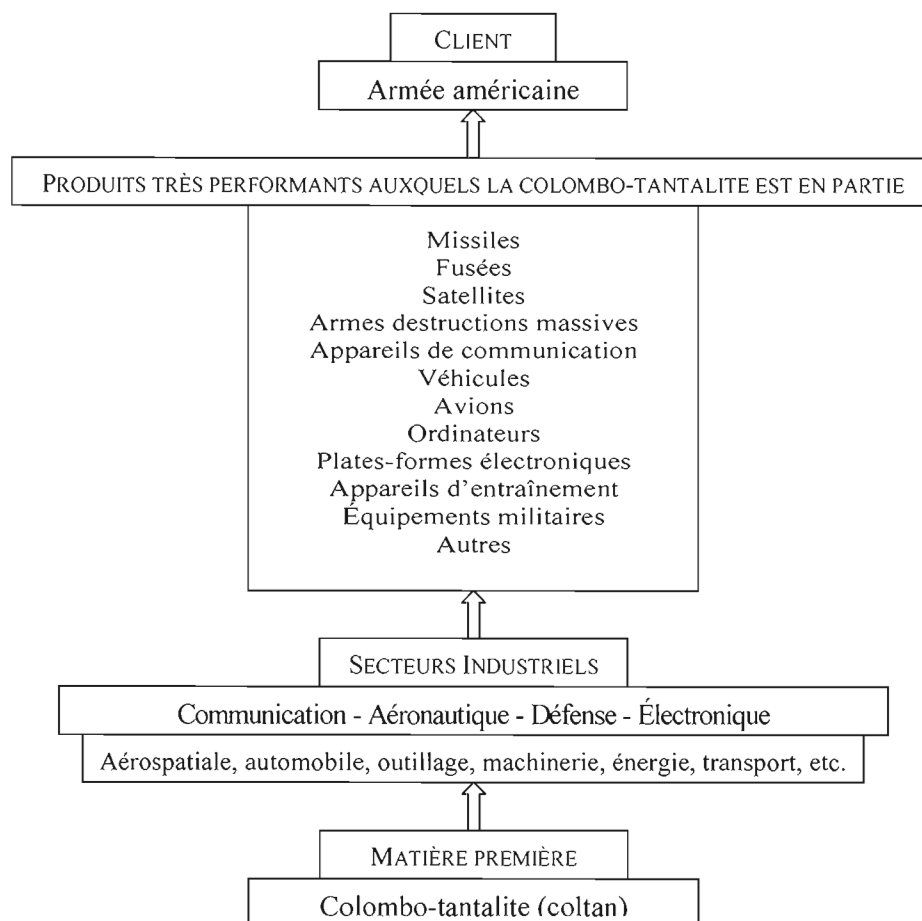 CLIENT
Armée américaine
PRODUITS TRÈS PERFORMANTS AUXQUELS LA COLOMBO-TANTALITE EST EN PARTIE
Missiles
Fusées
Satellites
Armes destructions massives
Appareils de communication
Véhicules
Avions
Ordinateurs
Plates-formes électroniques
Appareils d'entraînement
Équipements militaires
Autres
SECTEURS INDUSTRIELS
Communication - Aéronautique - Défense - Électronique
Aérospatiale, automobile, outillage, machinerie, énergie, transport, etc.
MATIÈRE PREMIÈRE
Colombo-tantalite (coltan)